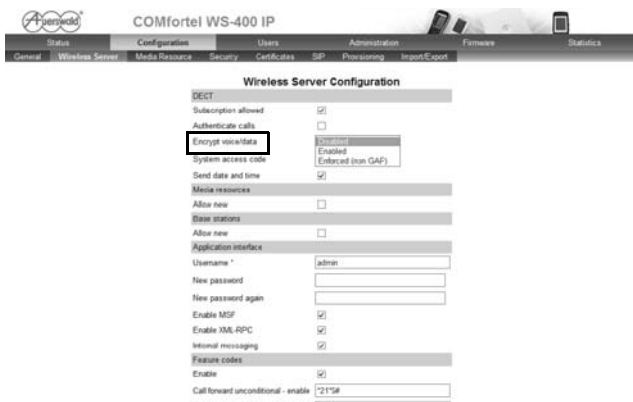 Auerswald COMfortel WS-400 IP
Status Configuration Users Administration Firmware Statistics
General Wireless Server Media Resource Security Certificates SIP Provisioning Import/Export
Wireless Server Configuration
DECT
Subscription allowed
Authenticate calls
Encrypt voice/data Disabled
Enabled
System access code Enforced (non GAP)
Send date and time
Media resources
Allow new
Base stations
Allow new
Application interface
Username * admin
New password
New password again
Enable MSF
Enable XML-RPC
Internal messaging
Feature codes
Enable
Call forward unconditional - enable *21*$#